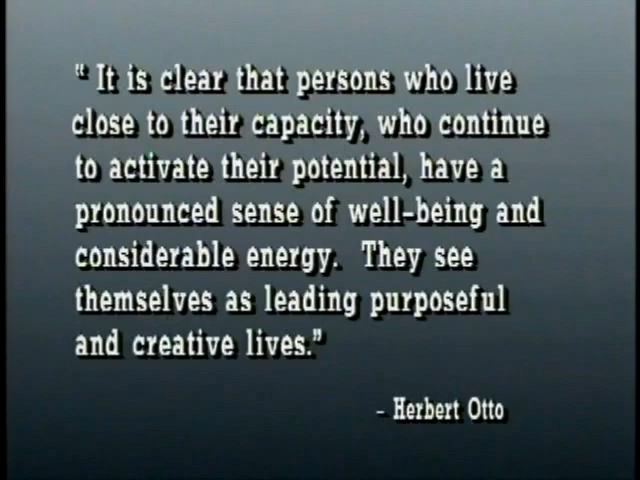 “ It is clear that persons who live
close to their capacity, who continue
to activate their potential, have a
pronounced sense of well-being and
considerable energy.  They see
themselves as leading purposeful
and creative lives.”
- Herbert Otto